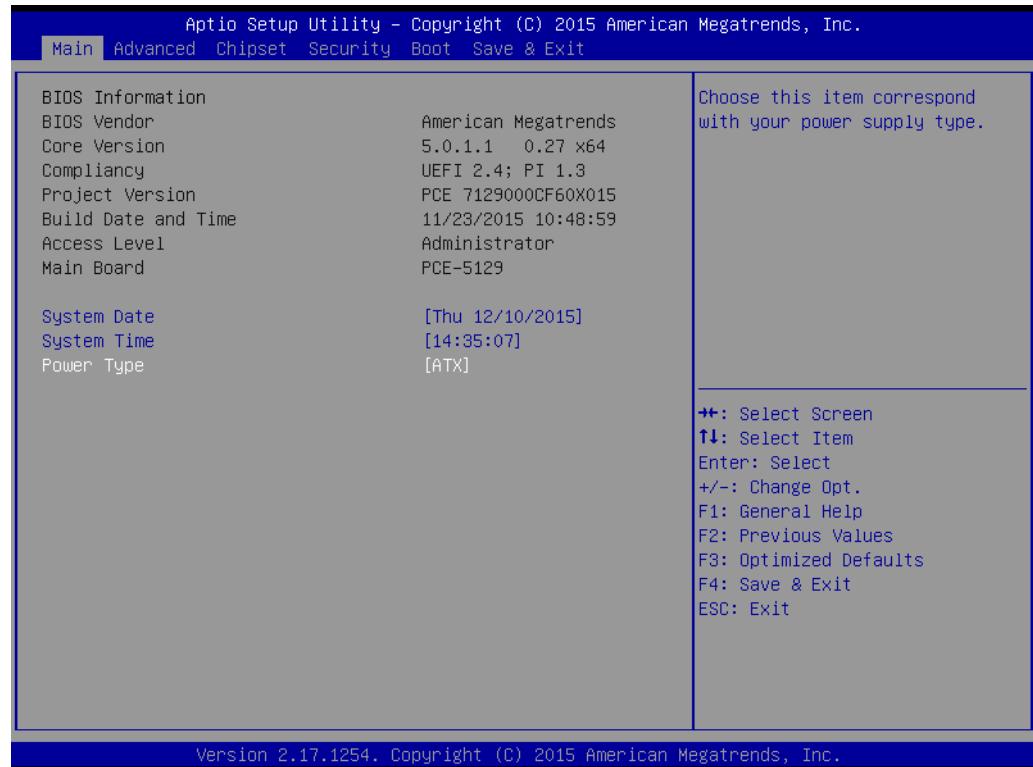 Aptio Setup Utility – Copyright (C) 2015 American Megatrends, Inc.
Main Advanced Chipset Security Boot Save & Exit
BIOS Information
BIOS Vendor American Megatrends
Core Version 5.0.1.1 0.27 x64
Compliancy UEFI 2.4; PI 1.3
Project Version PCE 7129000CF60X015
Build Date and Time 11/23/2015 10:48:59
Access Level Administrator
Main Board PCE-5129
System Date [Thu 12/10/2015]
System Time [14:35:07]
Power Type [ATX]
Choose this item correspond
with your power supply type.
→←: Select Screen
↑↓: Select Item
Enter: Select
+/-: Change Opt.
F1: General Help
F2: Previous Values
F3: Optimized Defaults
F4: Save & Exit
ESC: Exit
Version 2.17.1254. Copyright (C) 2015 American Megatrends, Inc.